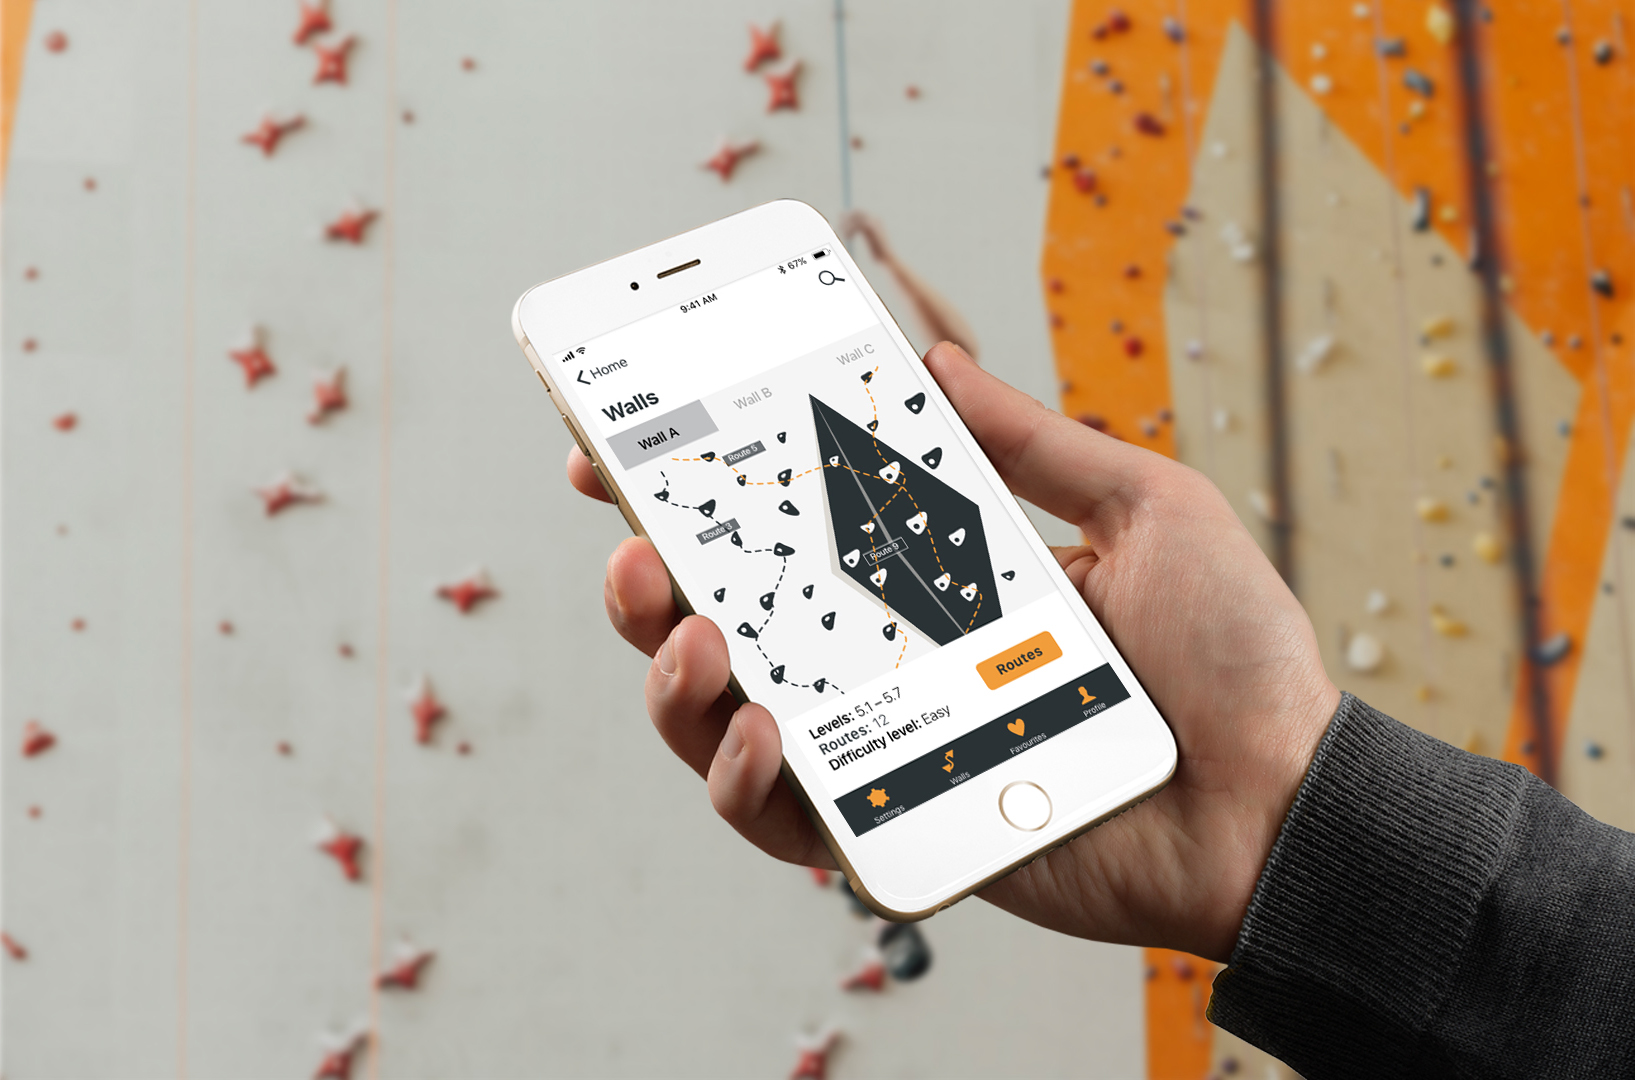 9:41 AM
67%
Home
Walls
Wall A
Wall B
Wall C
Route 5
Route 3
Route 9
Routes
Levels: 5.1 – 5.7
Routes: 12
Difficulty level: Easy
Settings
Walls
Favourites
Profile